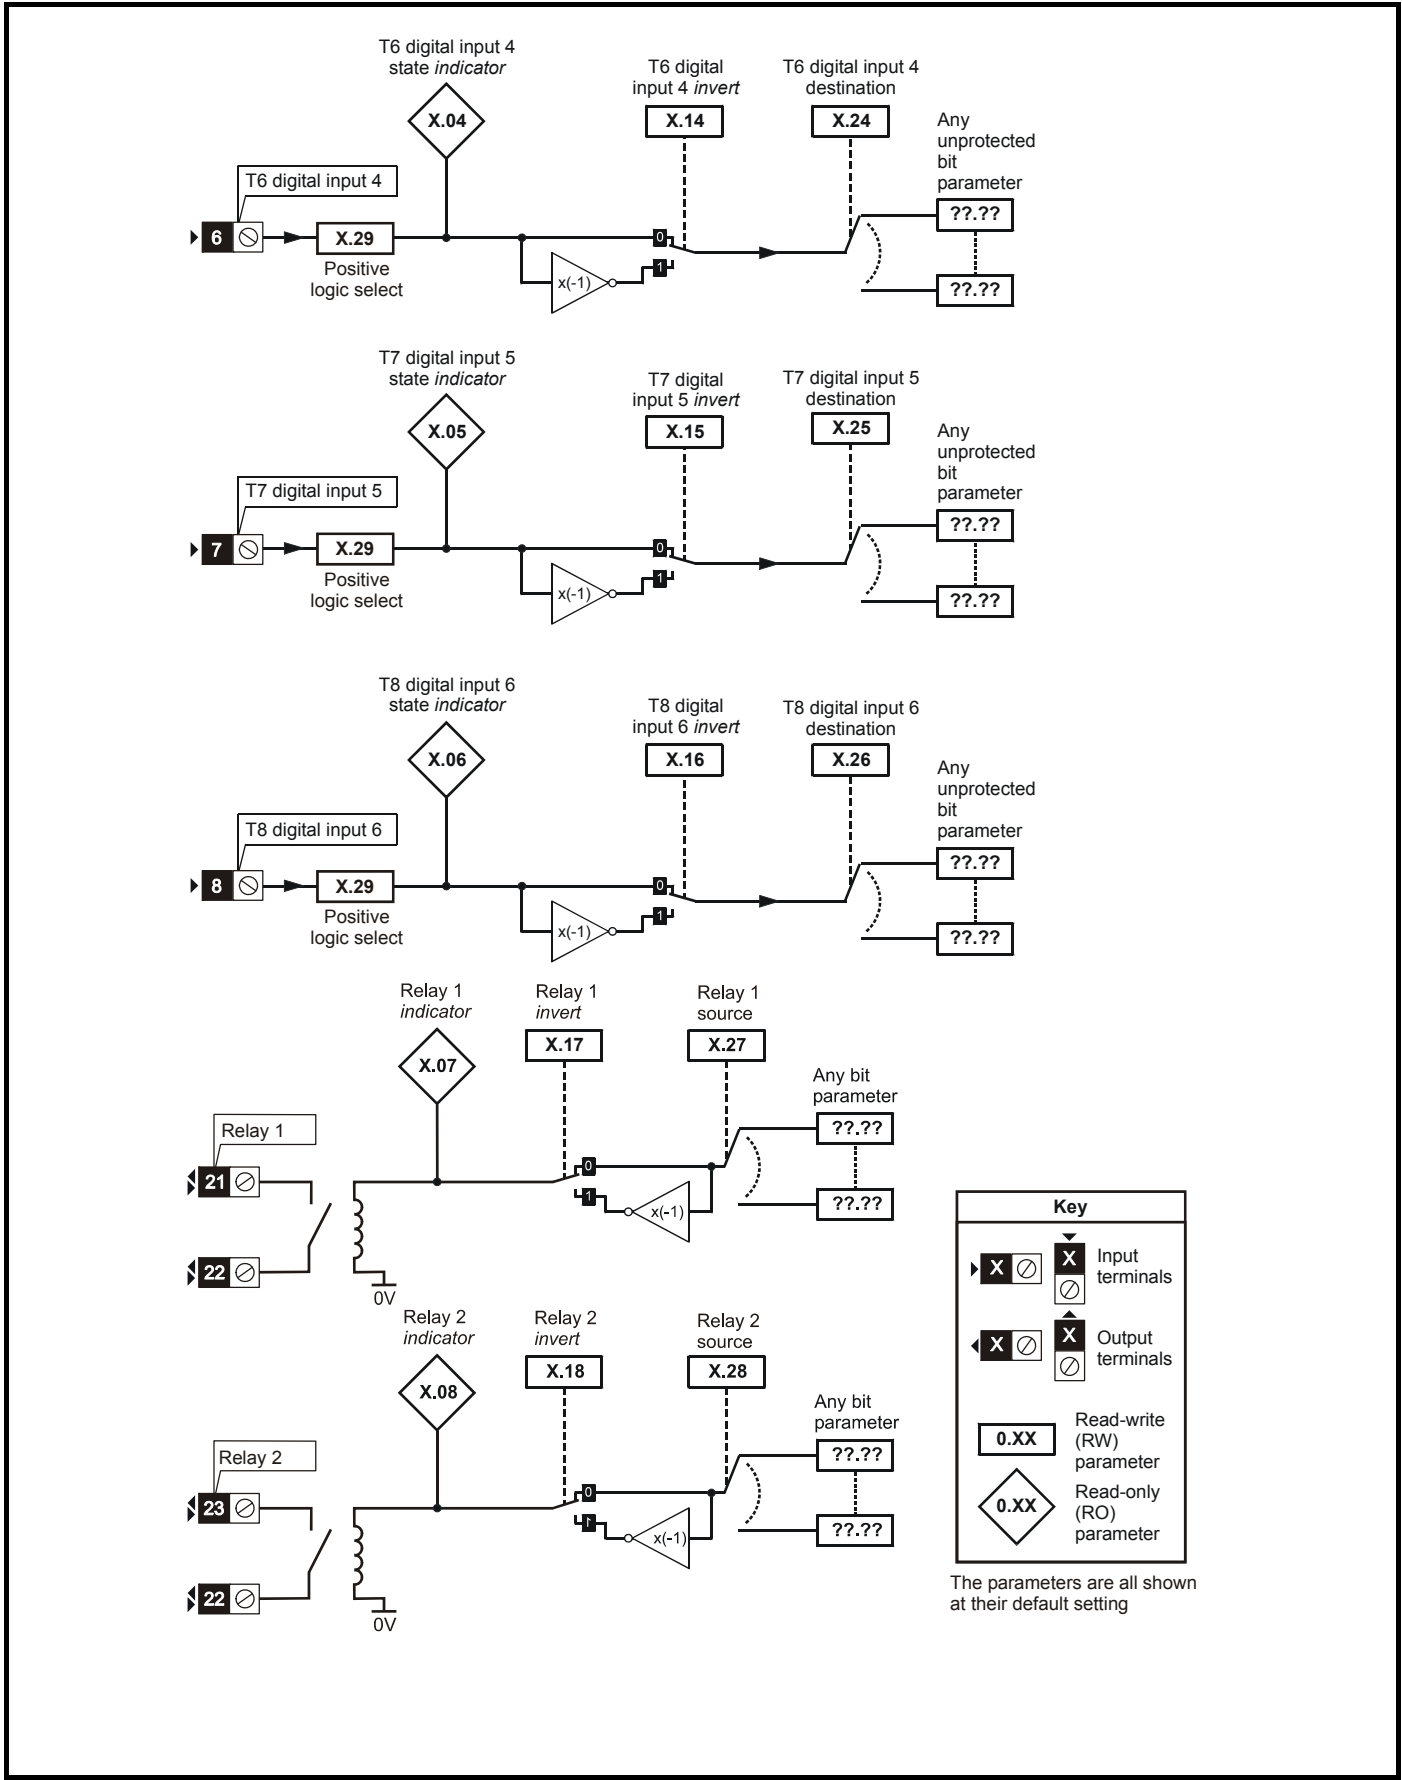 T6 digital input 4
state indicator
X.04
T6 digital
input 4 invert
X.14
T6 digital input 4
destination
X.24
Any
unprotected
bit
parameter
T6 digital input 4
6
X.29
Positive
logic select
x(-1)
0
1
??.??
??.??
T7 digital input 5
state indicator
X.05
T7 digital
input 5 invert
X.15
T7 digital input 5
destination
X.25
Any
unprotected
bit
parameter
T7 digital input 5
7
X.29
Positive
logic select
x(-1)
0
1
??.??
??.??
T8 digital input 6
state indicator
X.06
T8 digital
input 6 invert
X.16
T8 digital input 6
destination
X.26
Any
unprotected
bit
parameter
T8 digital input 6
8
X.29
Positive
logic select
x(-1)
0
1
??.??
??.??
Relay 1
indicator
X.07
Relay 1
invert
X.17
Relay 1
source
X.27
Any bit
parameter
??.??
??.??
Relay 1
21
22
0
1
x(-1)
0V
Relay 2
indicator
X.08
Relay 2
invert
X.18
Relay 2
source
X.28
Any bit
parameter
??.??
??.??
Relay 2
23
22
0
1
x(-1)
0V
Key
X
X
Input
terminals
X
X
Output
terminals
0.XX
Read-write
(RW)
parameter
0.XX
Read-only
(RO)
parameter
The parameters are all shown
at their default setting